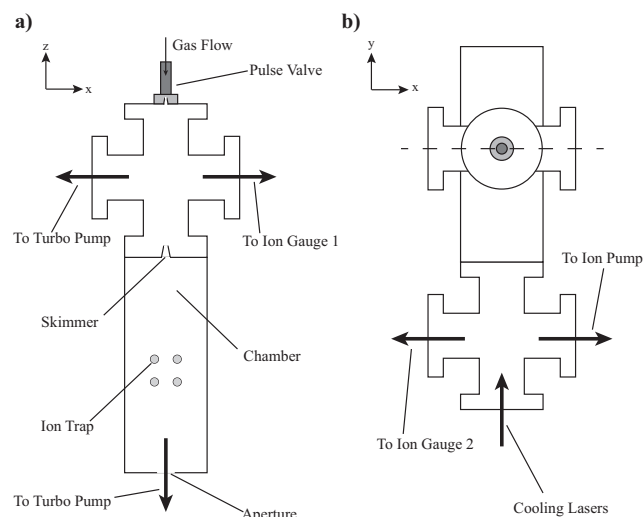 a)
Gas Flow
z
Pulse Valve
x
To Turbo Pump
To Ion Gauge 1
Skimmer
Chamber
Ion Trap
To Turbo Pump
Aperture
b)
y
x
To Ion Pump
To Ion Gauge 2
Cooling Lasers